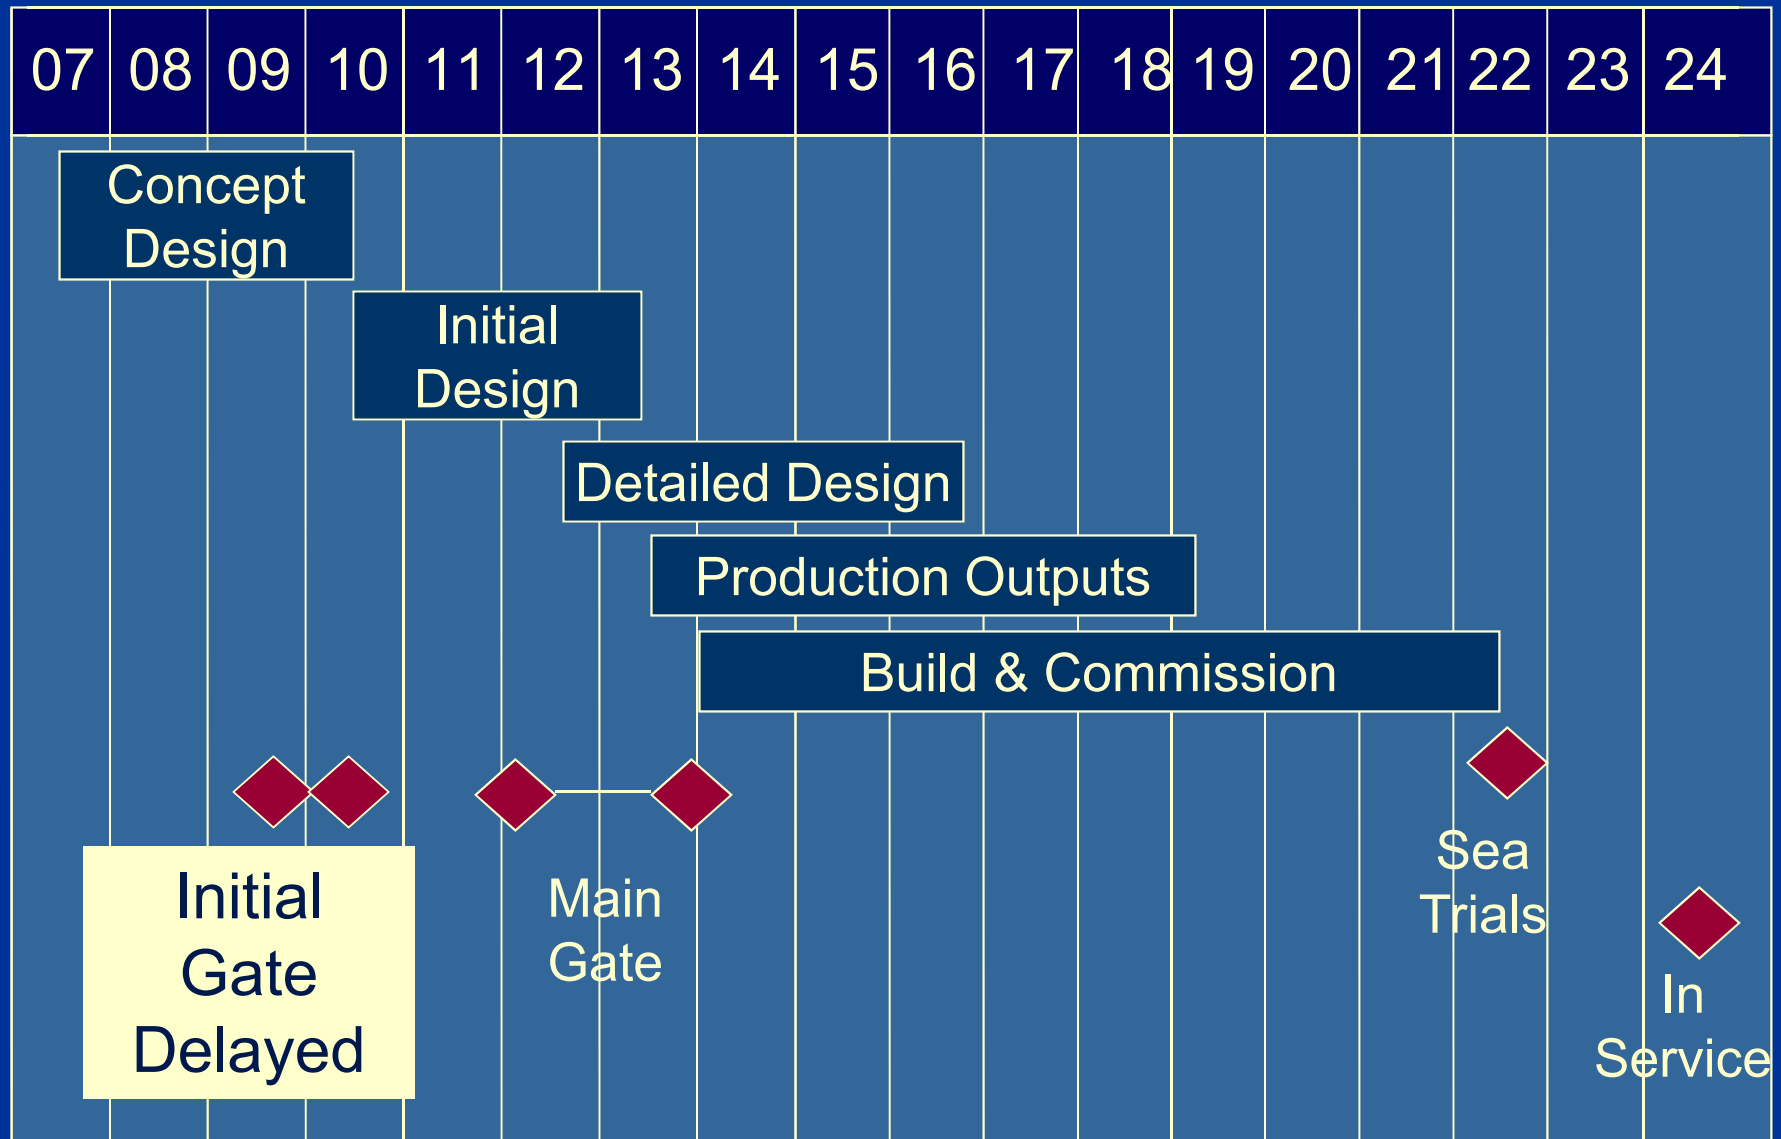 07 08 09 10 11 12 13 14 15 16 17 18 19 20 21 22 23 24
Concept
Design
Initial
Design
Detailed Design
Production Outputs
Build & Commission
Initial
Gate
Delayed
Main
Gate
Sea
Trials
In
Service